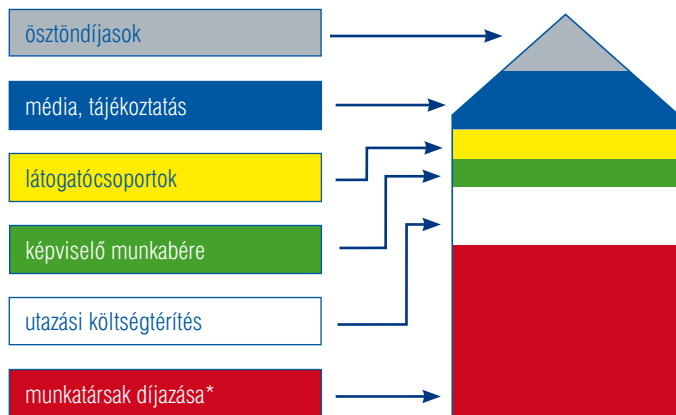 ösztöndíjasok
média, tájékoztatás
látogatócsoportok
képviselő munkabére
utazási költségtérítés
munkatársak díjazása*